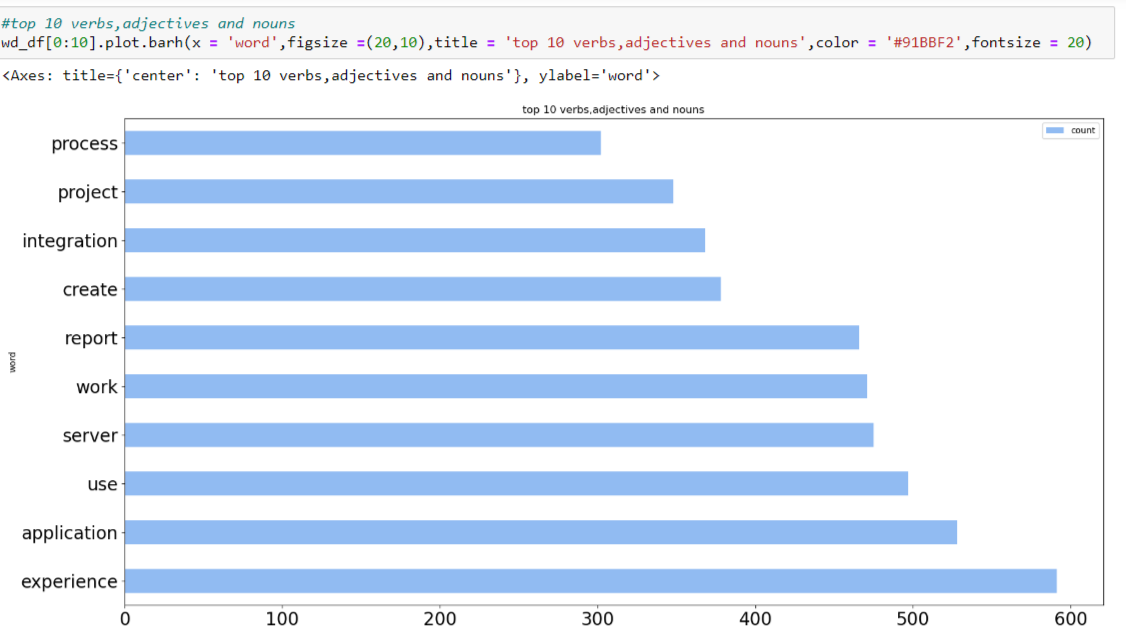 #top 10 verbs,adjectives and nouns
wd_df[0:10].plot.barh(x = 'word',figsize =(20,10),title = 'top 10 verbs,adjectives and nouns',color = '#91BBF2',fontsize = 20)
<Axes: title={'center': 'top 10 verbs,adjectives and nouns'}, ylabel='word'>
top 10 verbs,adjectives and nouns
count
process
project
integration
create
report
word
work
server
use
application
experience
0 100 200 300 400 500 600